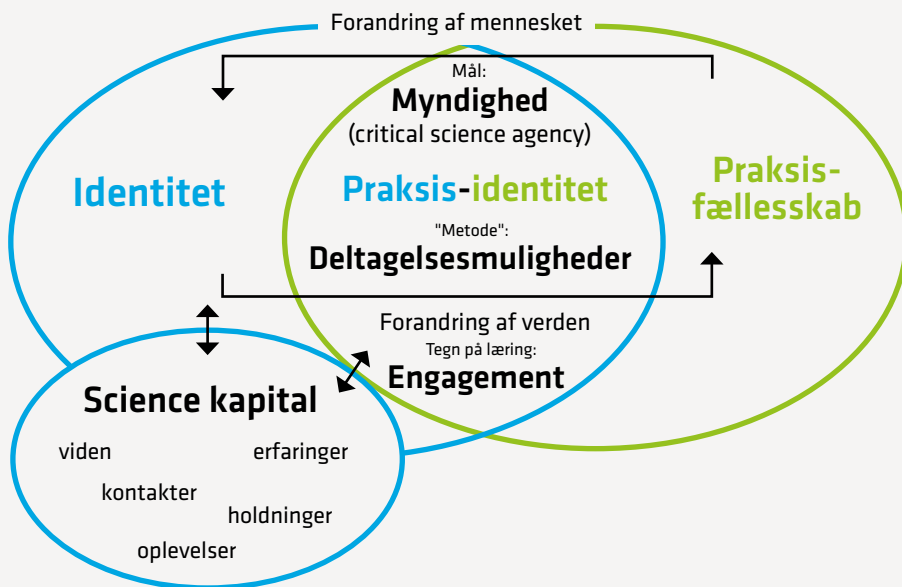 Forandring af mennesket
Mål:
Myndighed
(critical science agency)
Identitet
Praksis-identitet
Praksis-
fællesskab
"Metode":
Deltagelsesmuligheder
Forandring af verden
Tegn på læring:
Engagement
Science kapital
viden
erfaringer
kontakter
holdninger
oplevelser